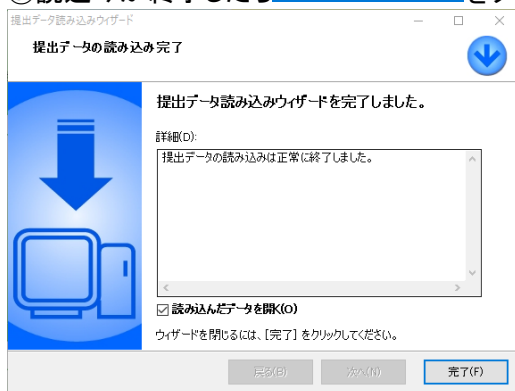 提出データ読み込みウィザード
提出データの読み込み完了
提出データ読み込みウィザードを完了しました。
詳細(D):
提出データの読み込みは正常に終了しました。
読み込んだデータを開く(O)
ウィザードを閉じるには、[完了] をクリックしてください。
戻る(B) 次へ(N) 完了(F)